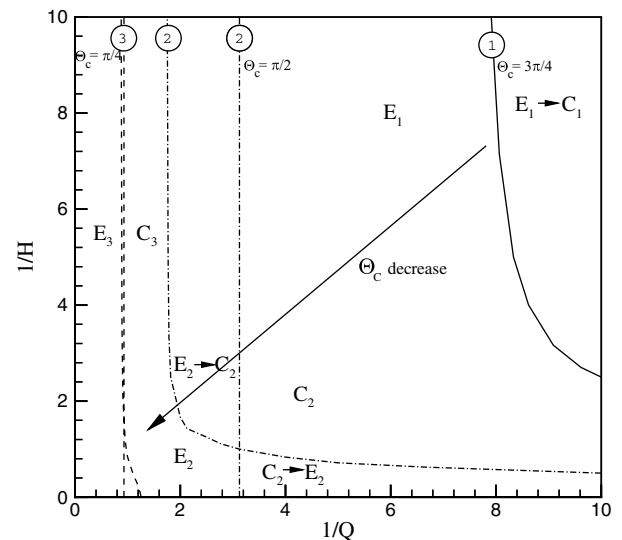 10
3
2
2
1
Θc = π/4
Θc = π/2
Θc = 3π/4
E1
E1 → C1
8
6
E3
C3
1/H
Θc decrease
4
E2 → C2
C2
2
E2
C2 → E2
0
0
2
4
6
8
10
1/Q